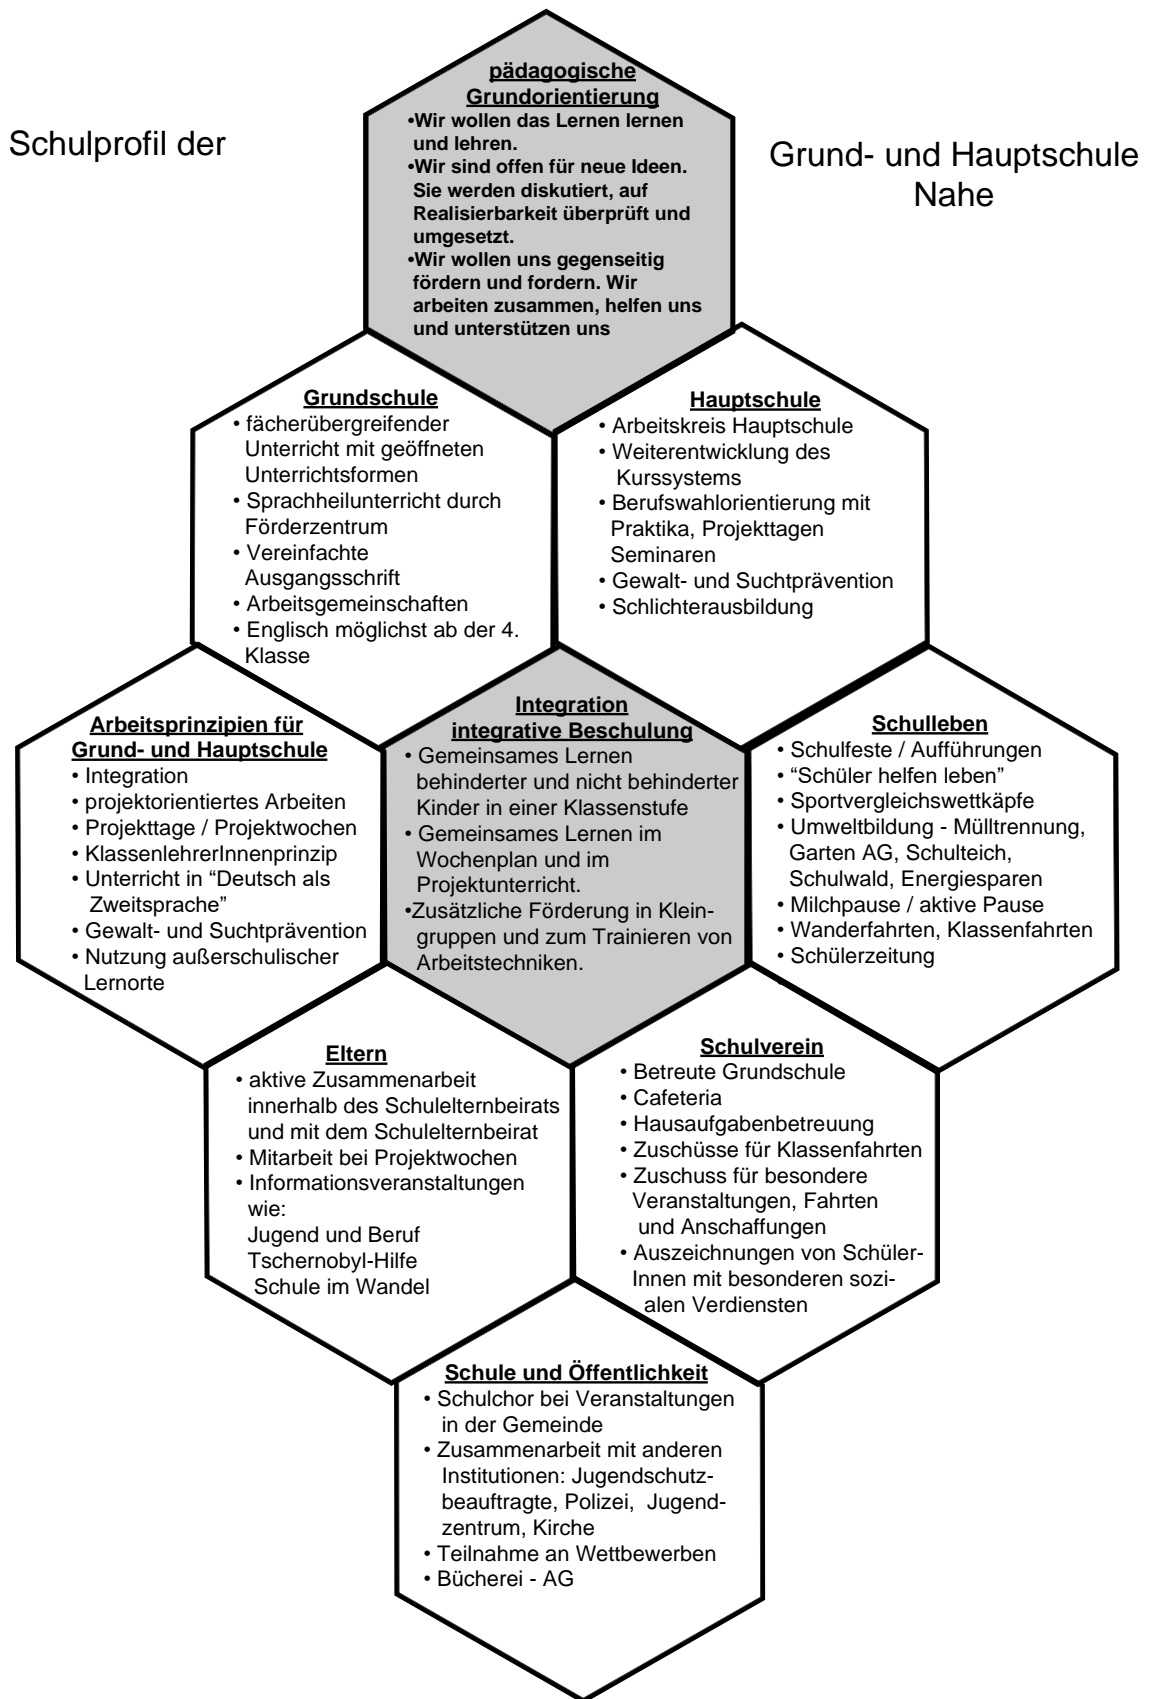 Schulprofil der
Grund- und Hauptschule
Nahe
pädagogische
Grundorientierung
•Wir wollen das Lernen lernen
und lehren.
•Wir sind offen für neue Ideen.
Sie werden diskutiert, auf
Realisierbarkeit überprüft und
umgesetzt.
•Wir wollen uns gegenseitig
fördern und fordern. Wir
arbeiten zusammen, helfen uns
und unterstützen uns
Grundschule
• fächerübergreifender
Unterricht mit geöffneten
Unterrichtsformen
• Sprachheilunterricht durch
Förderzentrum
• Vereinfachte
Ausgangsschrift
• Arbeitsgemeinschaften
• Englisch möglichst ab der 4.
Klasse
Hauptschule
• Arbeitskreis Hauptschule
• Weiterentwicklung des
Kurssystems
• Berufswahlorientierung mit
Praktika, Projekttagen
Seminaren
• Gewalt- und Suchtprävention
• Schlichterausbildung
Arbeitsprinzipien für
Grund- und Hauptschule
• Integration
• projektorientiertes Arbeiten
• Projekttage / Projektwochen
• KlassenlehrerInnenprinzip
• Unterricht in “Deutsch als
Zweitsprache”
• Gewalt- und Suchtprävention
• Nutzung außerschulischer
Lernorte
Integration
integrative Beschulung
• Gemeinsames Lernen
behinderter und nicht behinderter
Kinder in einer Klassenstufe
• Gemeinsames Lernen im
Wochenplan und im
Projektunterricht.
•Zusätzliche Förderung in Klein-
gruppen und zum Trainieren von
Arbeitstechniken.
Schulleben
• Schulfeste / Aufführungen
• “Schüler helfen leben”
• Sportvergleichswettkäpfe
• Umweltbildung - Mülltrennung,
Garten AG, Schulteich,
Schulwald, Energiesparen
• Milchpause / aktive Pause
• Wanderfahrten, Klassenfahrten
• Schülerzeitung
Eltern
• aktive Zusammenarbeit
innerhalb des Schulelternbeirats
und mit dem Schulelternbeirat
• Mitarbeit bei Projektwochen
• Informationsveranstaltungen
wie:
Jugend und Beruf
Tschernobyl-Hilfe
Schule im Wandel
Schulverein
• Betreute Grundschule
• Cafeteria
• Hausaufgabenbetreuung
• Zuschüsse für Klassenfahrten
• Zuschuss für besondere
Veranstaltungen, Fahrten
und Anschaffungen
• Auszeichnungen von Schüler-
Innen mit besonderen sozi-
alen Verdiensten
Schule und Öffentlichkeit
• Schulchor bei Veranstaltungen
in der Gemeinde
• Zusammenarbeit mit anderen
Institutionen: Jugendschutz-
beauftragte, Polizei, Jugend-
zentrum, Kirche
• Teilnahme an Wettbewerben
• Bücherei - AG